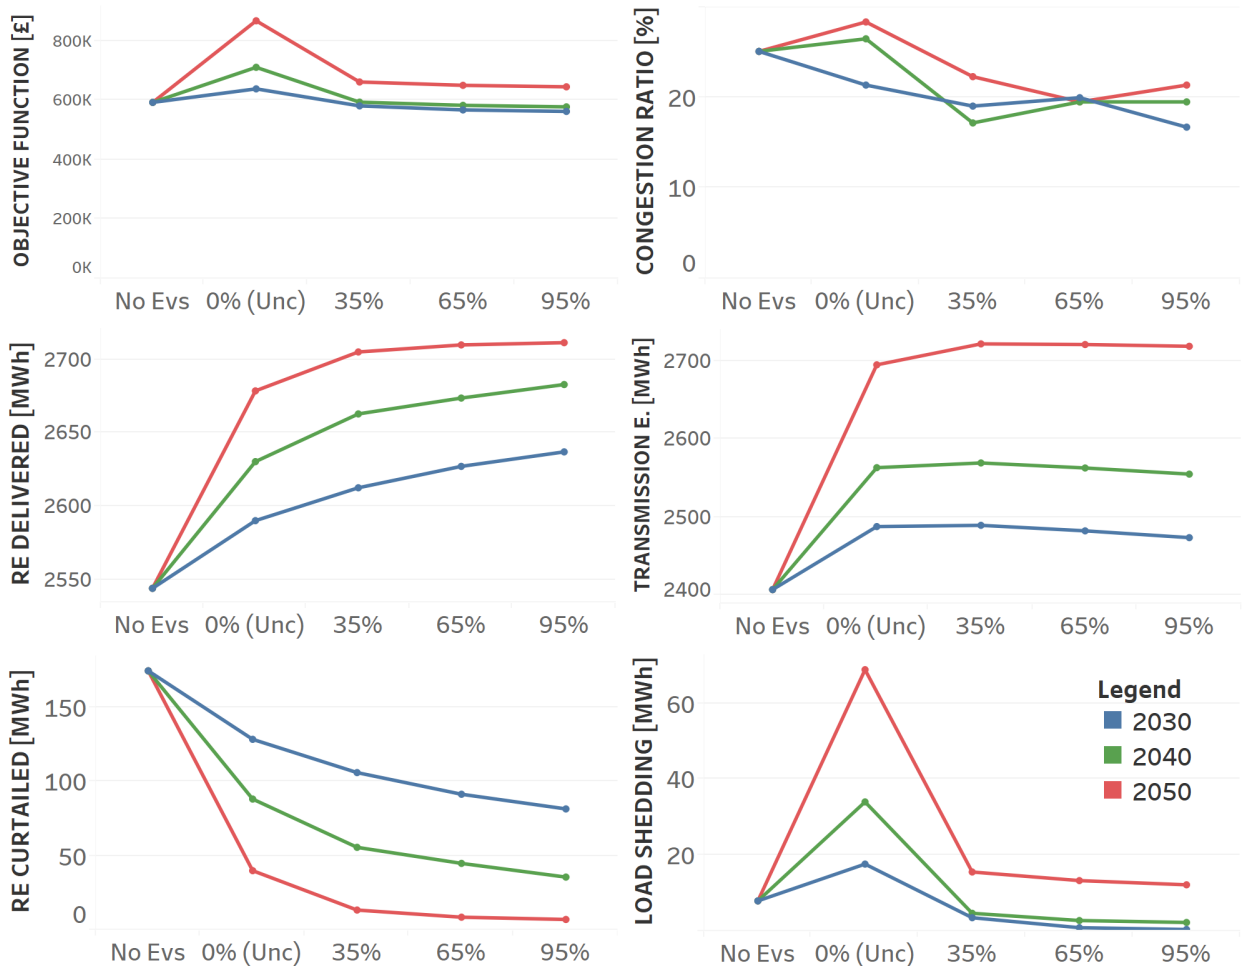 OBJECTIVE FUNCTION [£]
800K
600K
400K
200K
0K
No Evs 0% (Unc) 35% 65% 95%
CONGESTION RATIO [%]
20
10
0
No Evs 0% (Unc) 35% 65% 95%
RE DELIVERED [MWh]
2700
2650
2600
2550
No Evs 0% (Unc) 35% 65% 95%
TRANSMISSION E. [MWh]
2700
2600
2500
2400
No Evs 0% (Unc) 35% 65% 95%
RE CURTAILED [MWh]
150
100
50
0
No Evs 0% (Unc) 35% 65% 95%
LOAD SHEDDDING [MWh]
60
40
20
Legend
2030
2040
2050
No Evs 0% (Unc) 35% 65% 95%